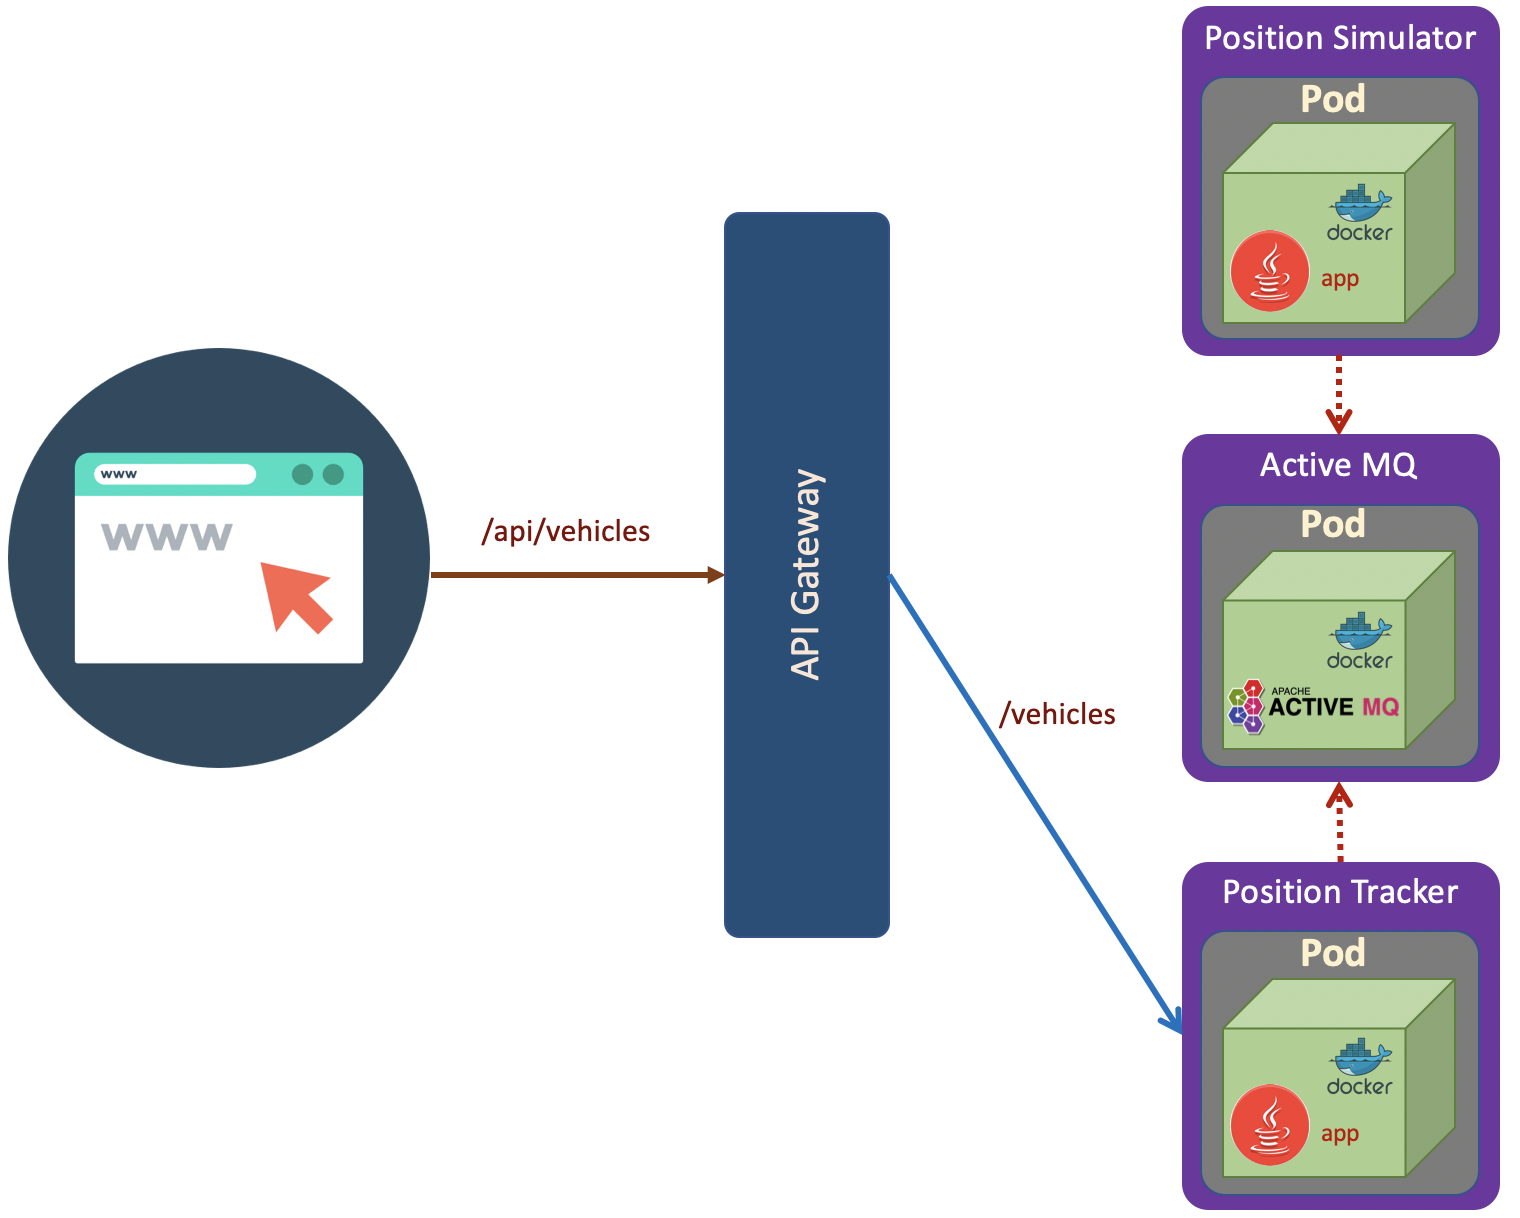 www
www
/api/vehicles
API Gateway
/vehicles
Position Simulator
Pod
docker
app
Active MQ
Pod
docker
APACHE
ACTIVE MQ
Position Tracker
Pod
docker
app